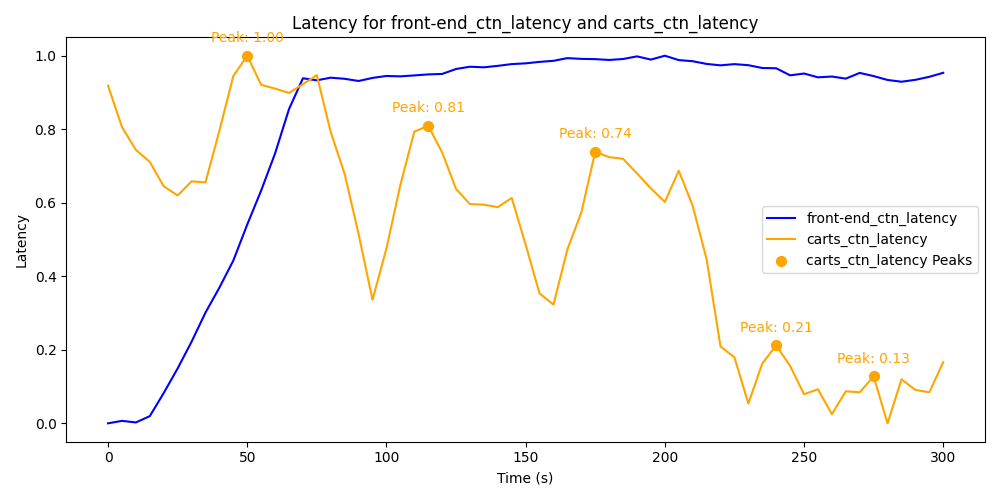 Latency for front-end_ctn_latency and carts_ctn_latency
Peak: 1.00
Peak: 0.81
Peak: 0.74
Peak: 0.21
Peak: 0.13
front-end_ctn_latency
carts_ctn_latency
carts_ctn_latency Peaks
Latency
1.0
0.8
0.6
0.4
0.2
0.0
0 50 100 150 200 250 300
Time (s)